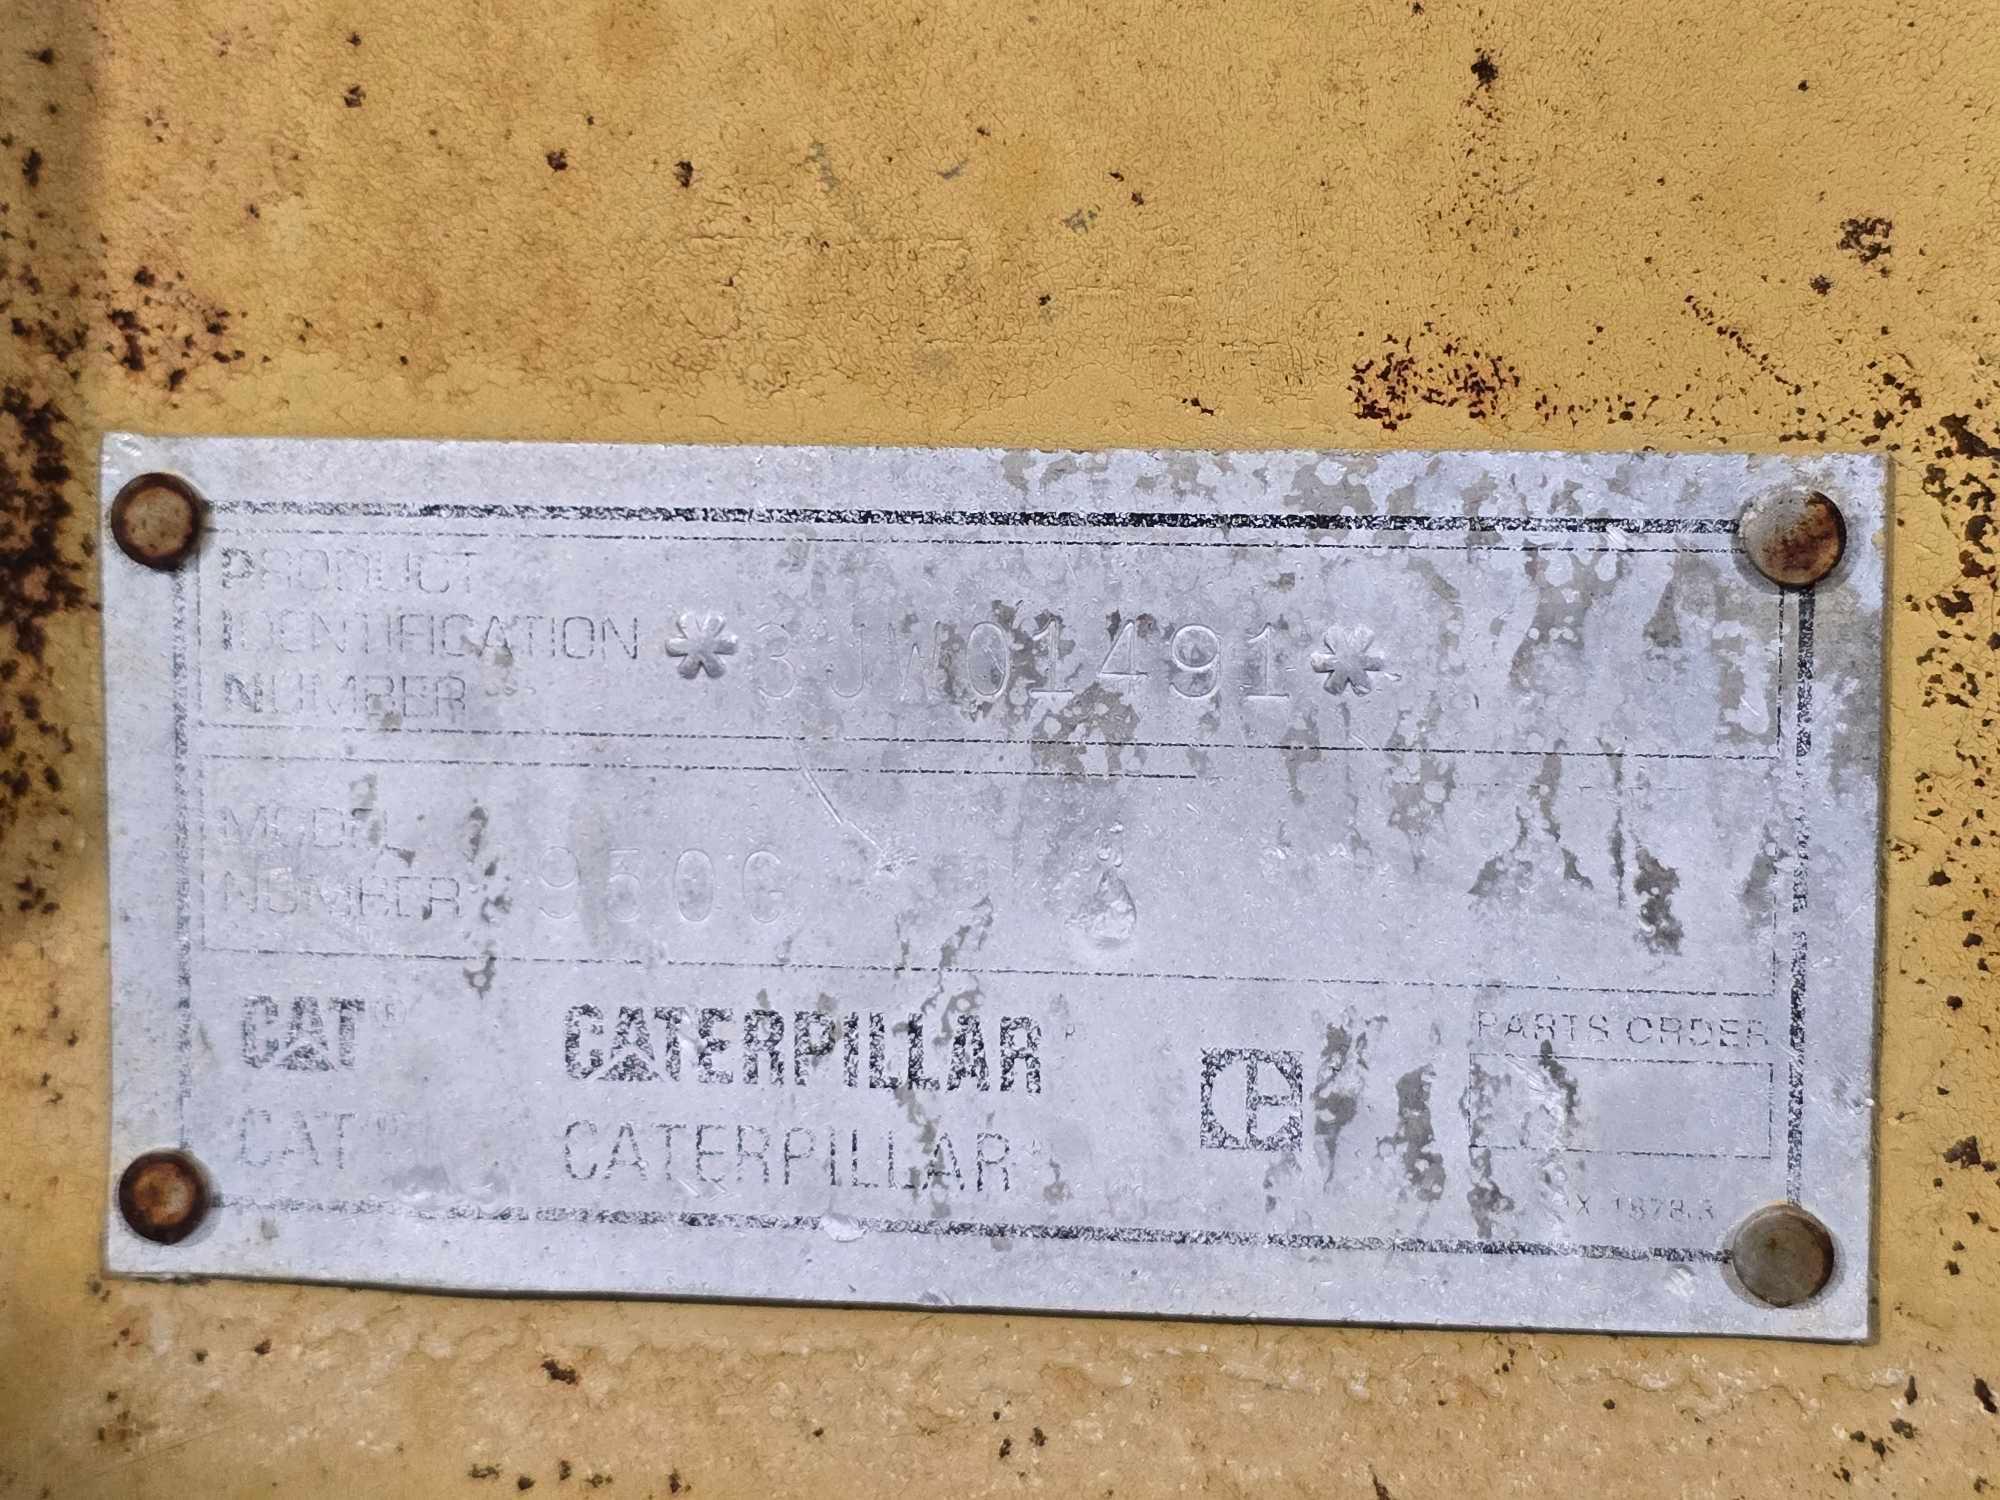 PRODUCT
IDENTIFICATION
NUMBER
*3JW01491*
MODEL
NUMBER
950G
CAT®
CATERPILLAR
PARTS ORDER
CAT®
CATERPILLAR